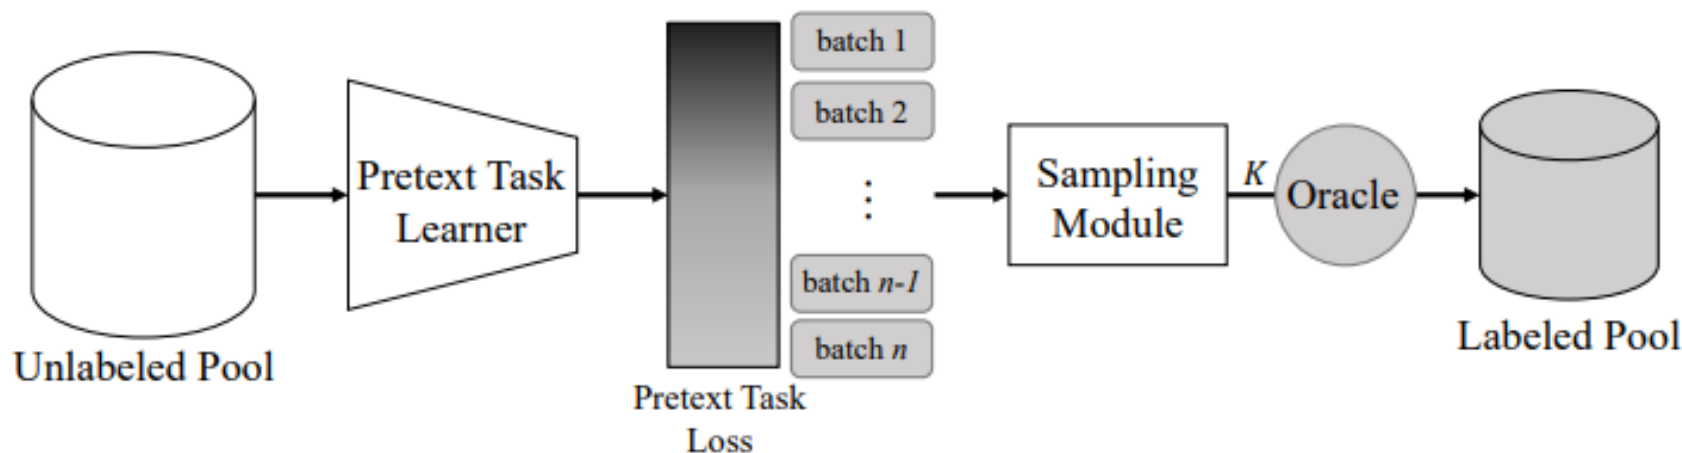 Unlabeled Pool
Pretext Task
Learner
Pretext Task
Loss
batch 1
batch 2
⋮
batch n-1
batch n
Sampling
Module
K
Oracle
Labeled Pool